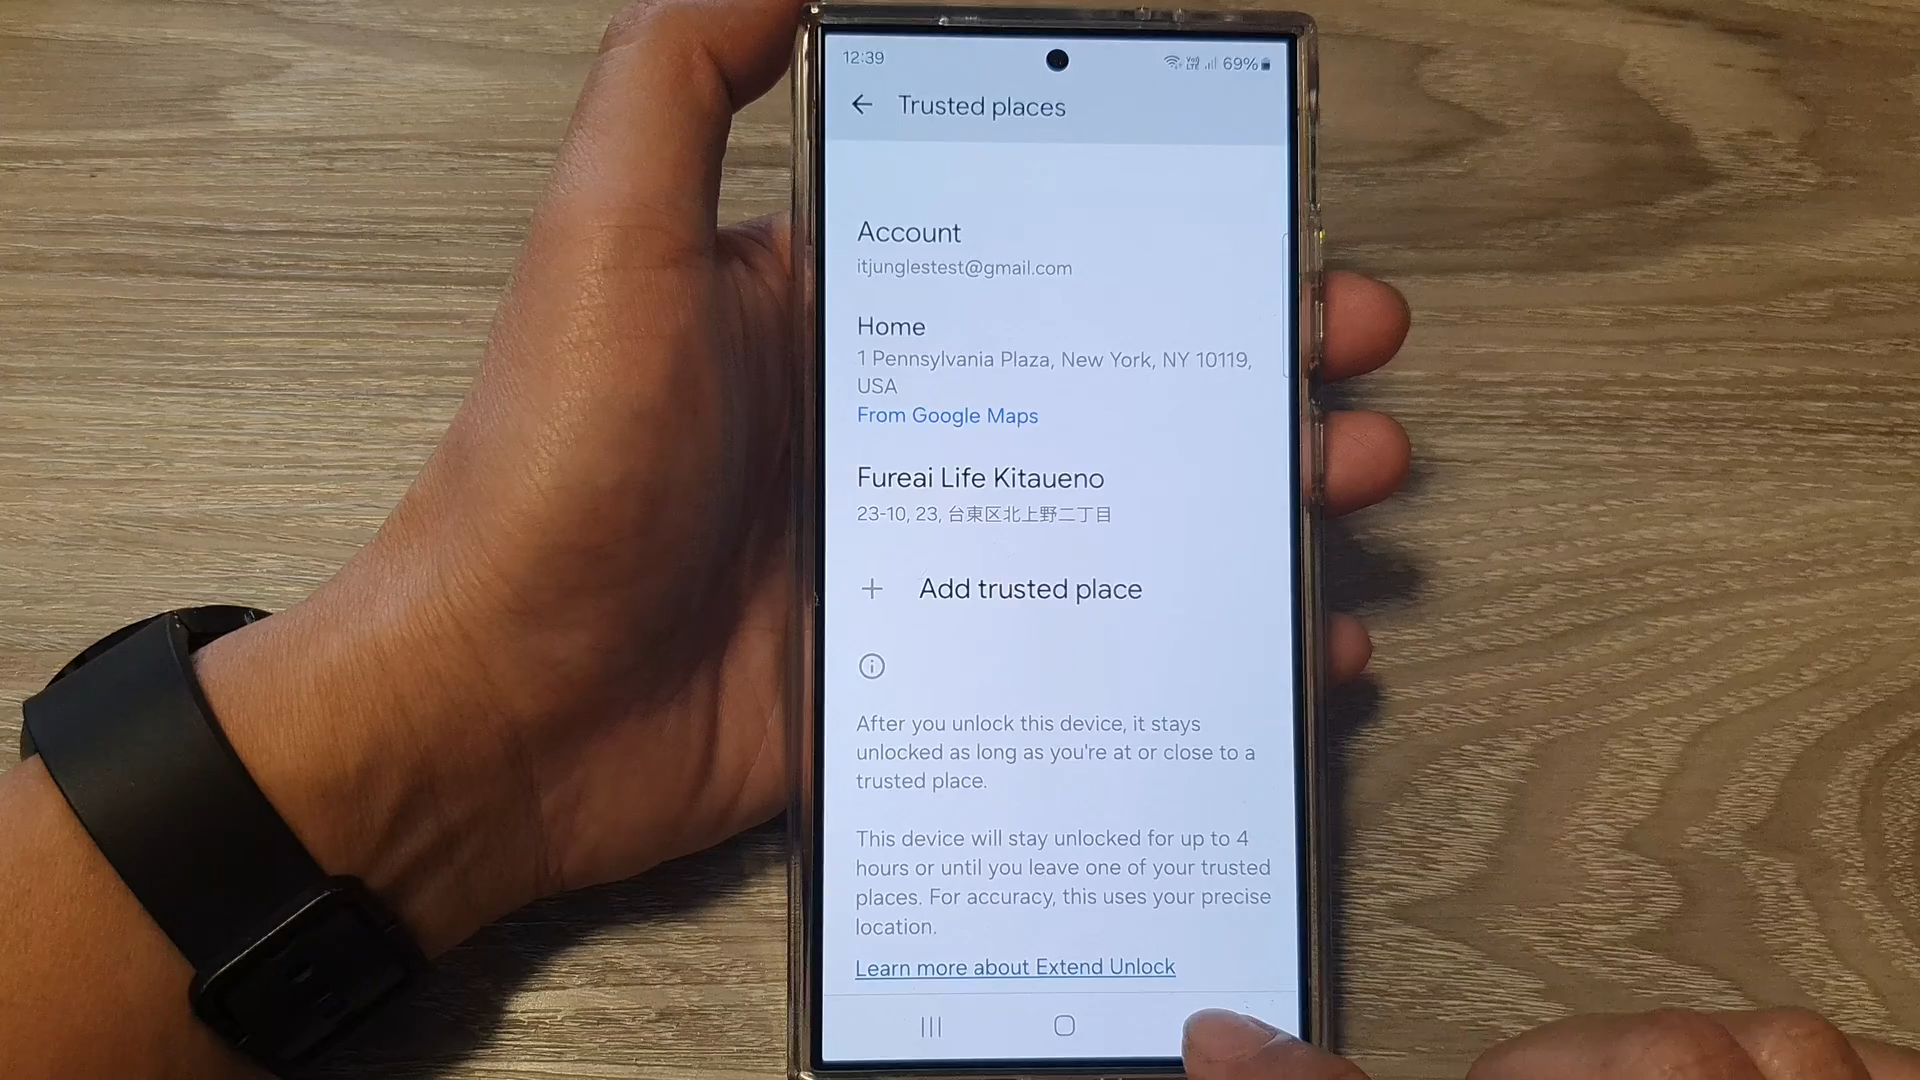 12:39
Vo)) LTE 69%
Trusted places
Account
itjunglestest@gmail.com
Home
1 Pennsylvania Plaza, New York, NY 10119,
USA
From Google Maps
Fureai Life Kitaueno
23-10, 23, 台東区北上野二丁目
Add trusted place
After you unlock this device, it stays
unlocked as long as you're at or close to a
trusted place.
This device will stay unlocked for up to 4
hours or until you leave one of your trusted
places. For accuracy, this uses your precise
location.
Learn more about Extend Unlock